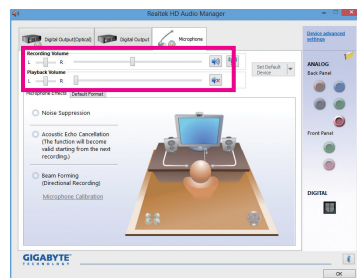 Realtek HD Audio Manager
Digital Output(Optical)
Digital Output
Microphone
Device advanced
settings
Recording Volume
L
R
Set Default
Device
Playback Volume
L
R
Microphone Effects
Default Format
Noise Suppression
Acoustic Echo Cancellation
(The function will become
valid starting from the next
recording.)
Beam Forming
(Directional Recording)
Microphone Calibration
ANALOG
Back Panel
Front Panel
DIGITAL
GIGABYTE™
TECHNOLOGY
OK